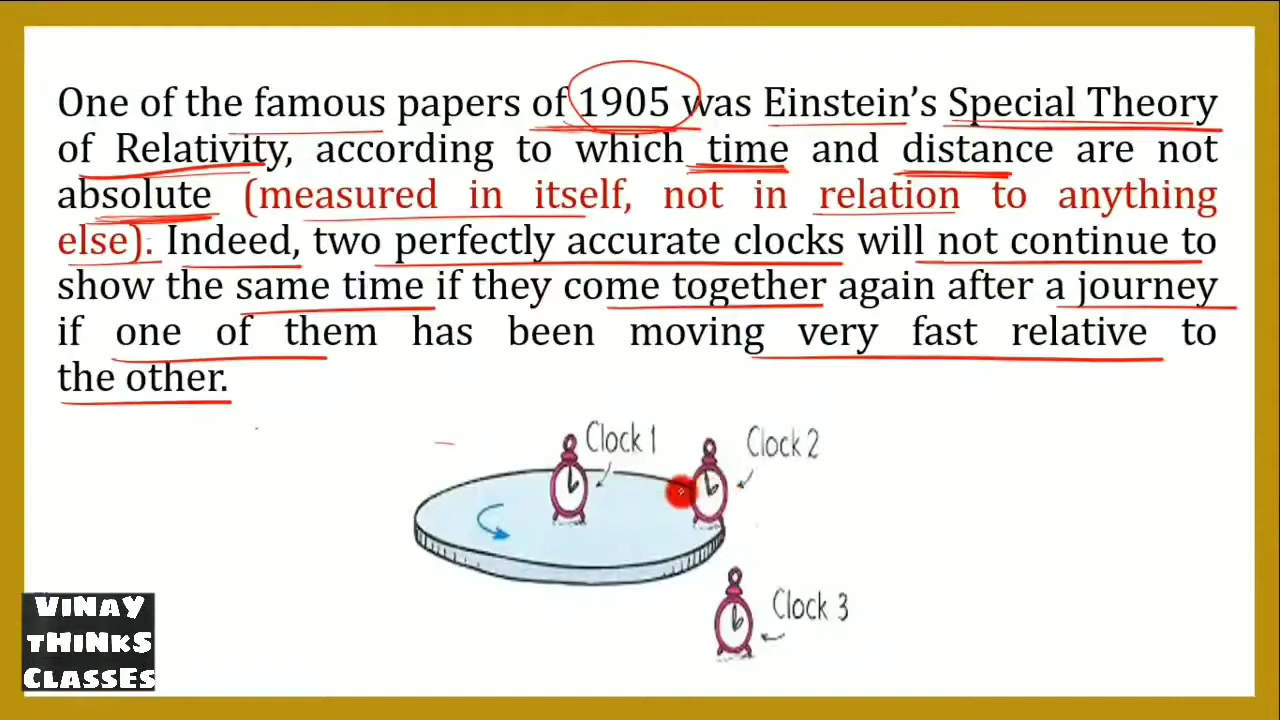 One of the famous papers of 1905 was Einstein’s Special Theory
of Relativity, according to which time and distance are not
absolute (measured in itself, not in relation to anything
else). Indeed, two perfectly accurate clocks will not continue to
show the same time if they come together again after a journey
if one of them has been moving very fast relative to
the other.
Clock 1
Clock 2
Clock 3
VINAY
THINKS
CLASSES